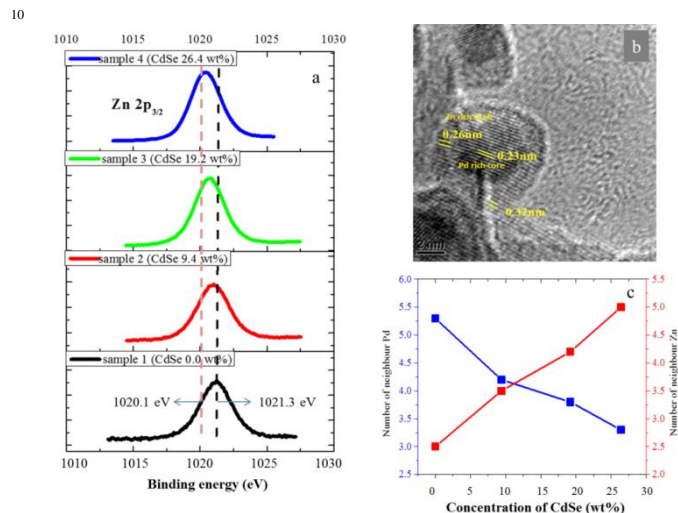 10
1010 1015 1020 1025 1030
sample 4 (CdSe 26.4 wt%)
a
Zn 2p3/2
sample 3 (CdSe 19.2 wt%)
sample 2 (CdSe 9.4 wt%)
sample 1 (CdSe 0.0 wt%)
1020.1 eV
1021.3 eV
1010 1015 1020 1025 1030
Binding energy (eV)
b
Zn rich shell
0.26nm
0.23nm
Pd rich core
0.32nm
2 nm
c
Number of neighbour Pd
6.0
5.5
5.0
4.5
4.0
3.5
3.0
2.5
5.5
5.0
4.5
4.0
3.5
3.0
2.5
2.0
Number of neighbour Zn
0 5 10 15 20 25 30
Concentration of CdSe (wt%)